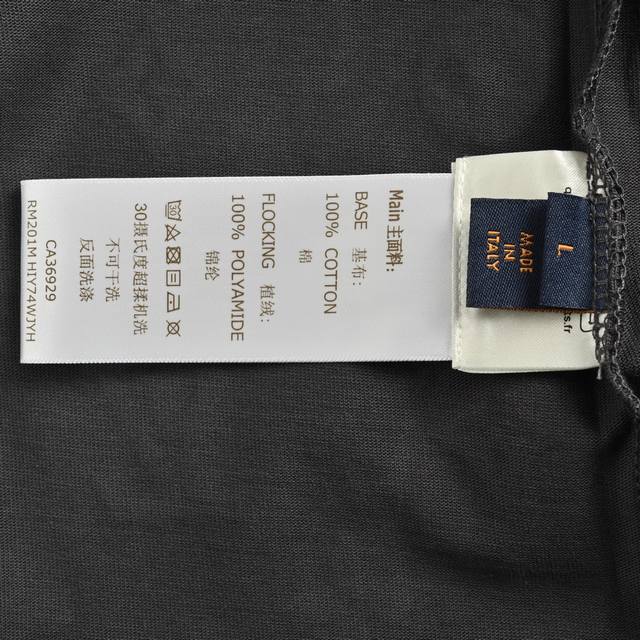 Main 主面料:
BASE 基布:
100% COTTON
棉
FLOCKING 植绒:
100% POLYAMIDE
锦纶
30摄氏度超柔机洗
不可干洗
反面洗涤
CA36929
RM201M H1Y74WJYH
MADE
IN
ITALY
L